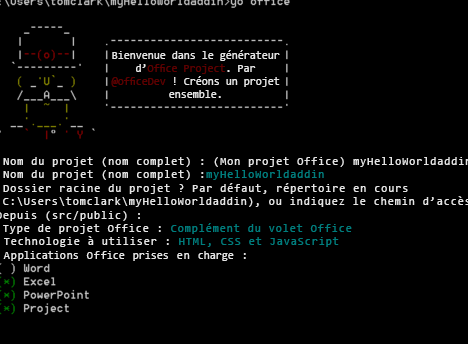 :\Users\tomclark\myHelloWorldaddin>yo office
Bienvenue dans le générateur
d’Office Project. Par
@officeDev ! Créons un projet
ensemble.
Nom du projet (nom complet) : (Mon projet Office) myHelloWorldaddin
Nom du projet (nom complet) :myHelloWorldaddin
Dossier racine du projet ? Par défaut, répertoire en cours
C:\Users\tomclark\myHelloWorldaddin), ou indiquez le chemin d’accès
Depuis (src/public) :
Type de projet Office : Complément du volet Office
Technologie à utiliser : HTML, CSS et JavaScript
Applications Office prises en charge :
( ) Word
(*) Excel
(*) PowerPoint
(*) Project